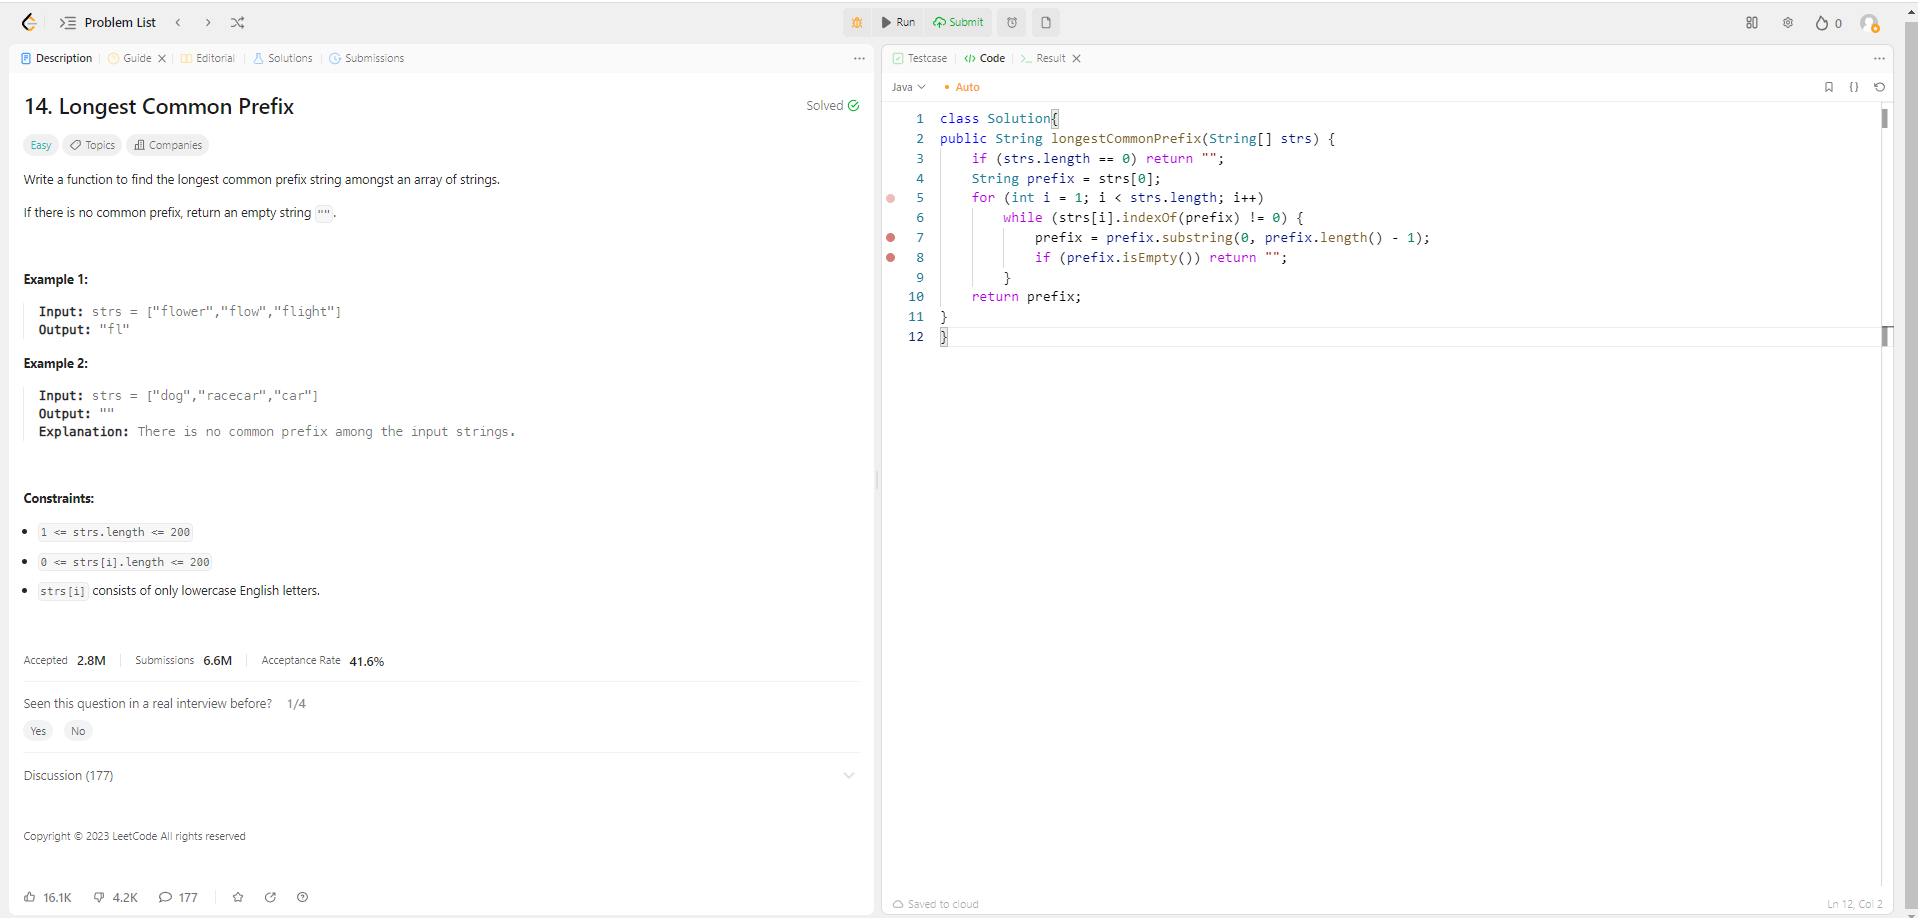 Problem List
Run
Submit
0
Description
Guide
Editorial
Solutions
Submissions
14. Longest Common Prefix
Solved
Easy
Topics
Companies
Write a function to find the longest common prefix string amongst an array of strings.
If there is no common prefix, return an empty string "".
Example 1:
Input: strs = ["flower","flow","flight"]
Output: "fl"
Example 2:
Input: strs = ["dog","racecar","car"]
Output: ""
Explanation: There is no common prefix among the input strings.
Constraints:
1 <= strs.length <= 200
0 <= strs[i].length <= 200
strs[i] consists of only lowercase English letters.
Accepted 2.8M Submissions 6.6M Acceptance Rate 41.6%
Seen this question in a real interview before? 1/4
Yes No
Discussion (177)
Copyright © 2023 LeetCode All rights reserved
16.1K 4.2K 177
Testcase
Code
Result
Java
Auto
1 class Solution{
2 public String longestCommonPrefix(String[] strs) {
3 if (strs.length == 0) return "";
4 String prefix = strs[0];
5 for (int i = 1; i < strs.length; i++)
6 while (strs[i].indexOf(prefix) != 0) {
7 prefix = prefix.substring(0, prefix.length() - 1);
8 if (prefix.isEmpty()) return "";
9 }
10 return prefix;
11 }
12 }
Saved to cloud
Ln 12, Col 2